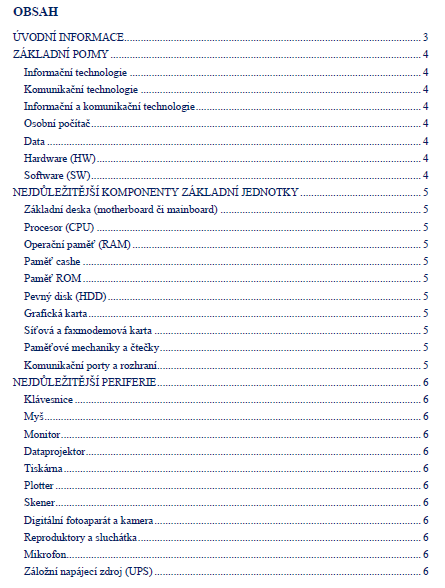 OBSAH
ÚVODNÍ INFORMACE 3
ZÁKLADNÍ POJMY 4
Informační technologie 4
Komunikační technologie 4
Informační a komunikační technologie 4
Osobní počítač 4
Data 4
Hardware (HW) 4
Software (SW) 4
NEJDŮLEŽITĚJŠÍ KOMPONENTY ZÁKLADNÍ JEDNOTKY 5
Základní deska (motherboard či mainboard) 5
Procesor (CPU) 5
Operační paměť (RAM) 5
Paměť cashe 5
Paměť ROM 5
Pevný disk (HDD) 5
Grafická karta 5
Síťová a faxmodemová karta 5
Paměťové mechaniky a čtečky 5
Komunikační porty a rozhraní 5
NEJDŮLEŽITĚJŠÍ PERIFERIE 6
Klávesnice 6
Myš 6
Monitor 6
Dataprojektor 6
Tiskárna 6
Plotter 6
Skener 6
Digitální fotoaparát a kamera 6
Reproduktory a sluchátka 6
Mikrofon 6
Záložní napájecí zdroj (UPS) 6